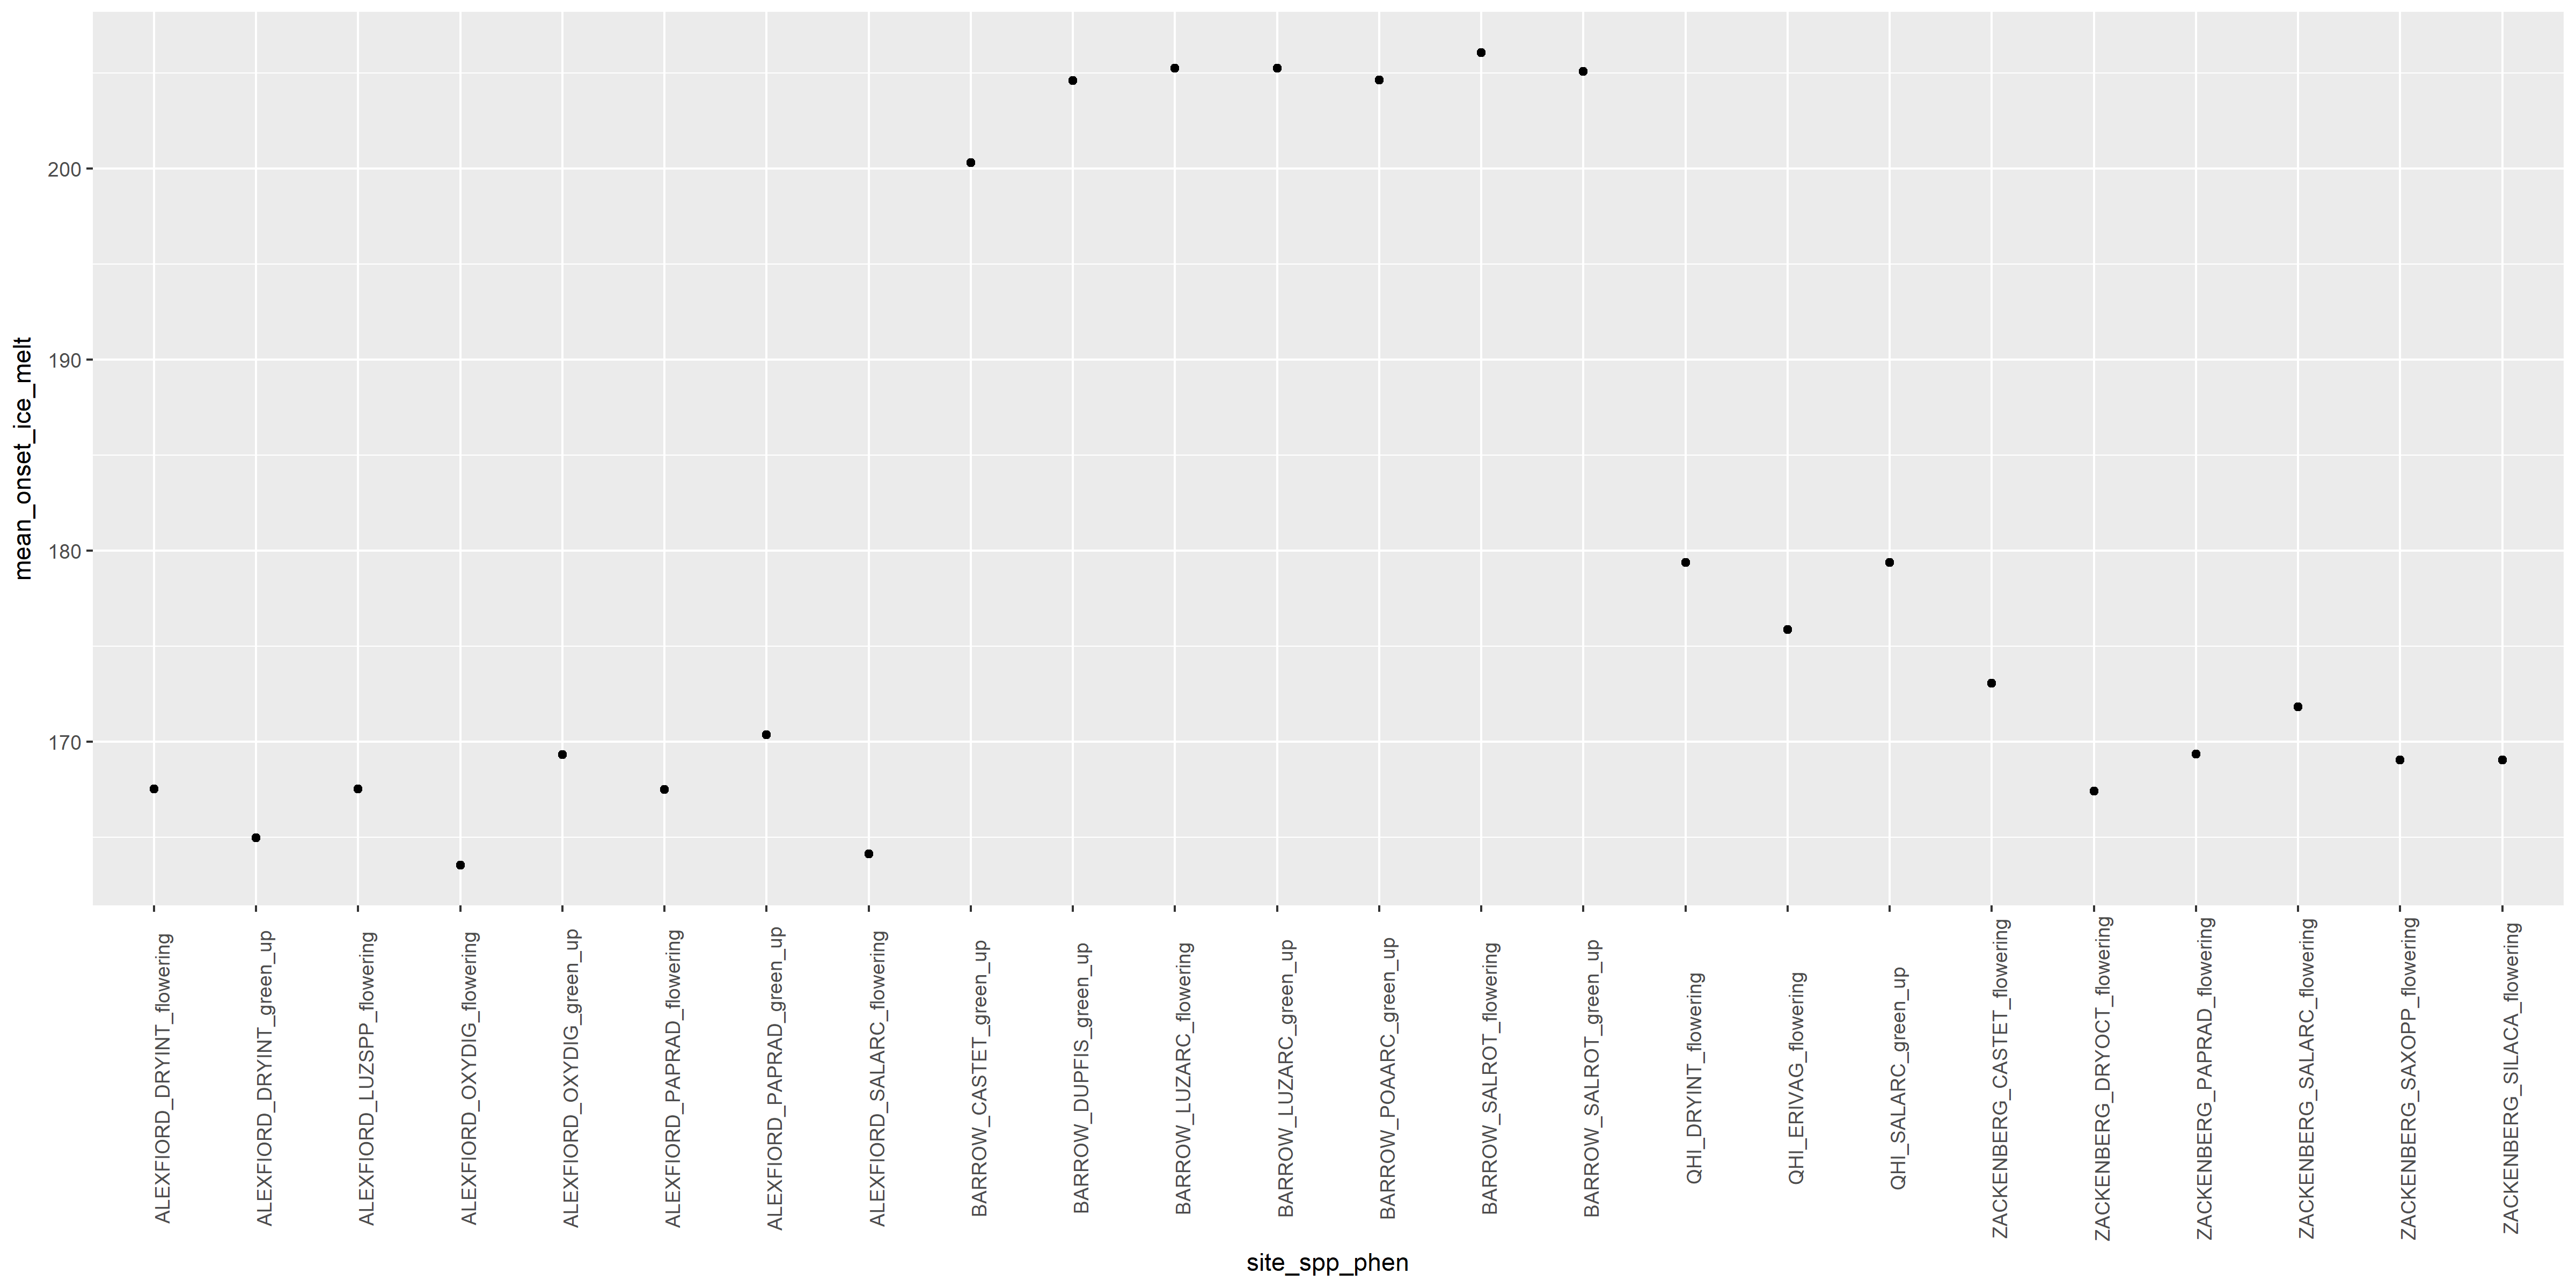 mean_onset_ice_melt
200
190
180
170
ALEXFIORD_DRYINT_flowering
ALEXFIORD_DRYINT_green_up
ALEXFIORD_LUZSPP_flowering
ALEXFIORD_OXYDIG_flowering
ALEXFIORD_OXYDIG_green_up
ALEXFIORD_PAPRAD_flowering
ALEXFIORD_PAPRAD_green_up
ALEXFIORD_SALARC_flowering
BARROW_CASTET_green_up
BARROW_DUPFIS_green_up
BARROW_LUZARC_flowering
BARROW_LUZARC_green_up
BARROW_POAARC_green_up
BARROW_SALROT_flowering
BARROW_SALROT_green_up
QHI_DRYINT_flowering
QHI_ERIVAG_flowering
QHI_SALARC_green_up
ZACKENBERG_CASTET_flowering
ZACKENBERG_DRYOCT_flowering
ZACKENBERG_PAPRAD_flowering
ZACKENBERG_SALARC_flowering
ZACKENBERG_SAXOPP_flowering
ZACKENBERG_SILACA_flowering
site_spp_phen